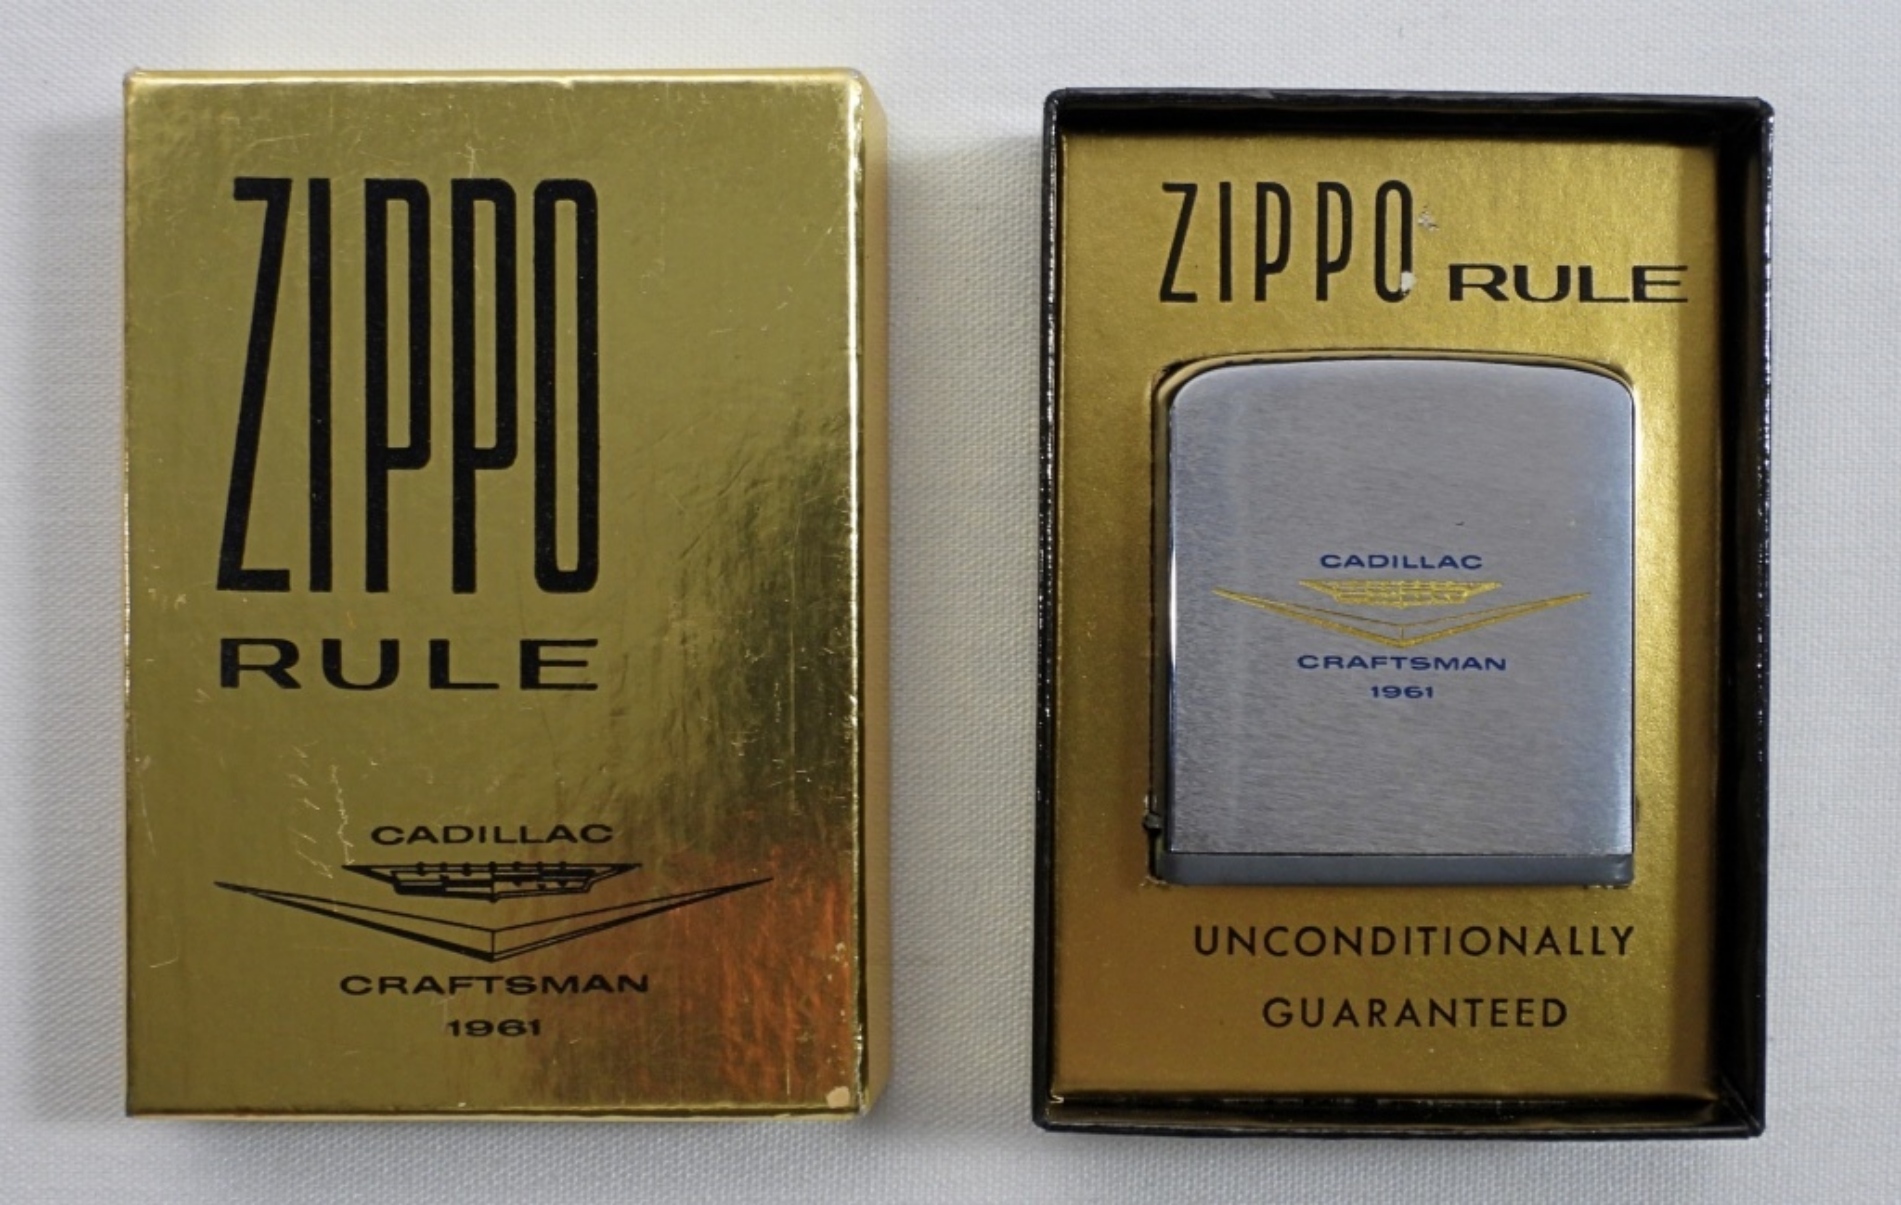 ZIPPO
RULE
CADILLAC
CRAFTSMAN
1961
ZIPPO RULE
CADILLAC
CRAFTSMAN
1961
UNCONDITIONALLY
GUARANTEED